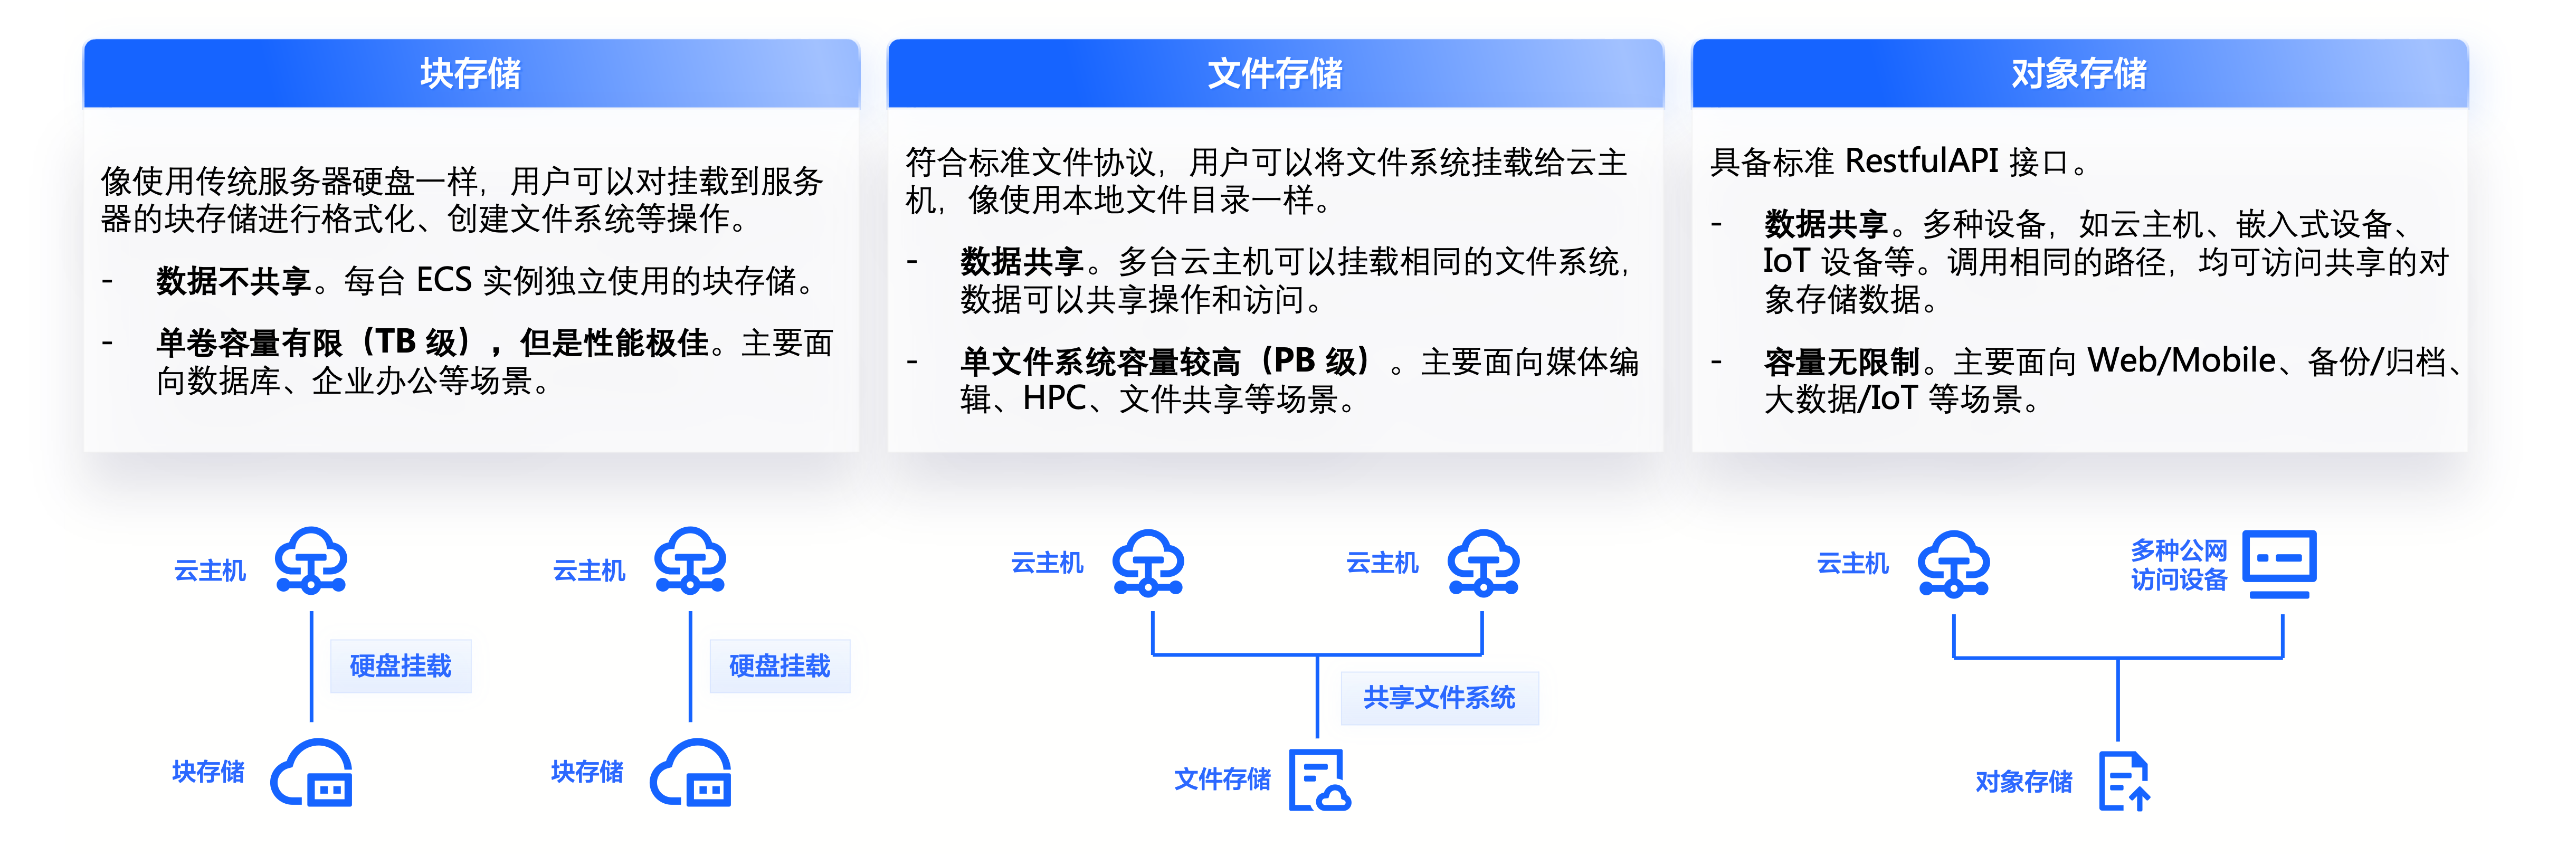 块存储
像使用传统服务器硬盘一样，用户可以对挂载到服务
器的块存储进行格式化、创建文件系统等操作。
- 数据不共享。每台 ECS 实例独立使用的块存储。
- 单卷容量有限（TB 级），但是性能极佳。主要面
向数据库、企业办公等场景。
文件存储
符合标准文件协议，用户可以将文件系统挂载给云主
机，像使用本地文件目录一样。
- 数据共享。多台云主机可以挂载相同的文件系统，
数据可以共享操作和访问。
- 单文件系统容量较高（PB 级）。主要面向媒体编
辑、HPC、文件共享等场景。
对象存储
具备标准 RestfulAPI 接口。
- 数据共享。多种设备，如云主机、嵌入式设备、
IoT 设备等。调用相同的路径，均可访问共享的对
象存储数据。
- 容量无限制。主要面向 Web/Mobile、备份/归档、
大数据/IoT 等场景。
云主机
硬盘挂载
块存储
云主机
硬盘挂载
块存储
云主机
云主机
共享文件系统
文件存储
云主机
多种公网
访问设备
对象存储